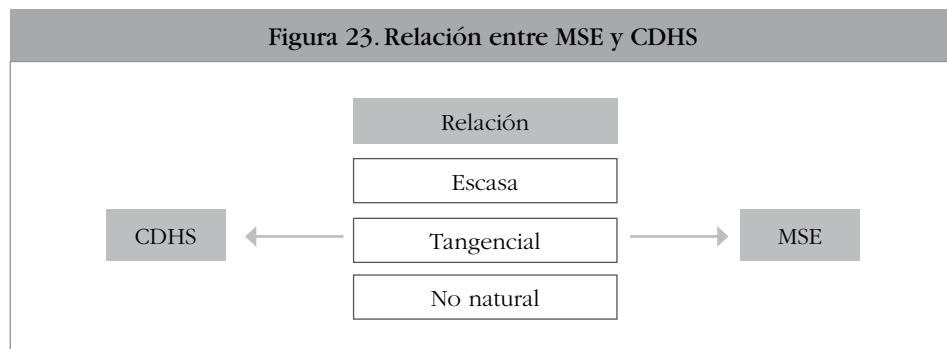 Figura 23. Relación entre MSE y CDHS
Relación
Escasa
CDHS
Tangencial
MSE
No natural